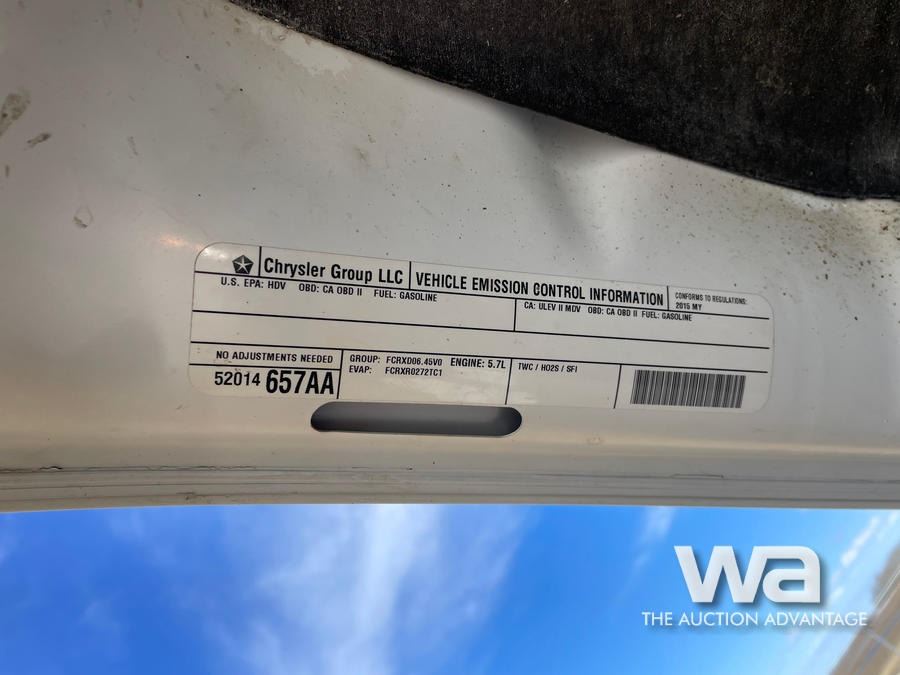 Chrysler Group LLC
VEHICLE EMISSION CONTROL INFORMATION
CONFORMS TO REGULATIONS:
2015 MY
U.S. EPA: HDV OBD: CA OBD II FUEL: GASOLINE
CA: ULEV II MDV OBD: CA OBD II FUEL: GASOLINE
NO ADJUSTMENTS NEEDED
52014 657AA
GROUP: FCRXD06.45V0 ENGINE: 5.7L
EVAP: FCRXR0272TC1
TWC / HO2S / SFI
wa
THE AUCTION ADVANTAGE